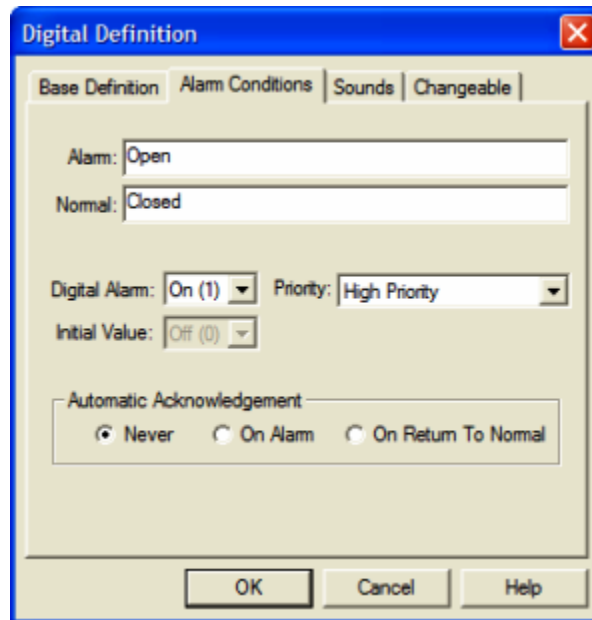 Digital Definition
Base Definition Alarm Conditions Sounds Changeable
Alarm: Open
Normal: Closed
Digital Alarm: On (1) Priority: High Priority
Initial Value: Off (0)
Automatic Acknowledgement
Never On Alarm On Return To Normal
OK Cancel Help